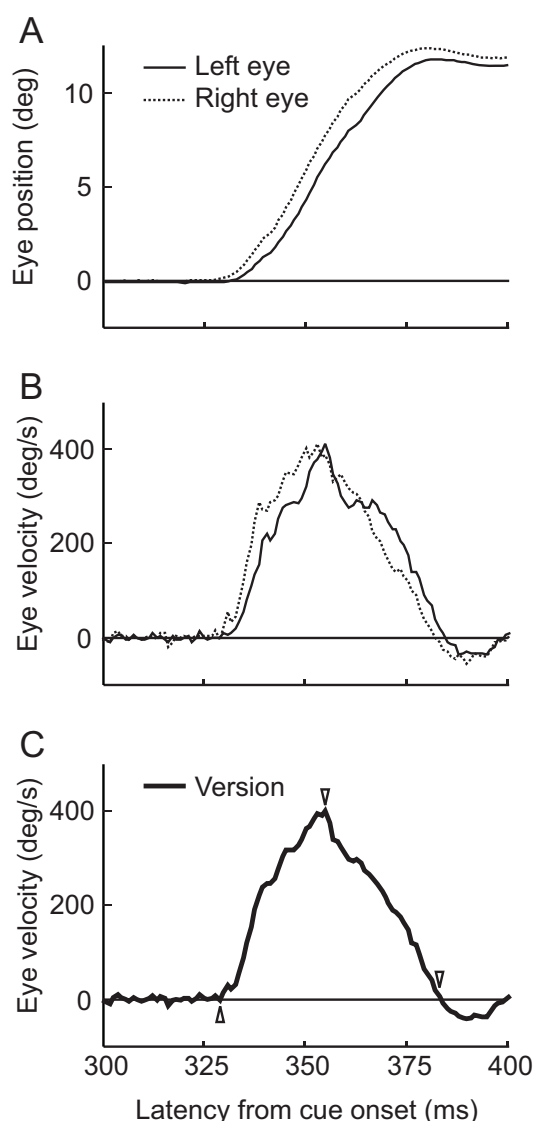 A
Eye position (deg)
10
5
0
Left eye
Right eye
B
Eye velocity (deg/s)
400
200
0
C
Eye velocity (deg/s)
400
200
0
Version
300 325 350 375 400
Latency from cue onset (ms)